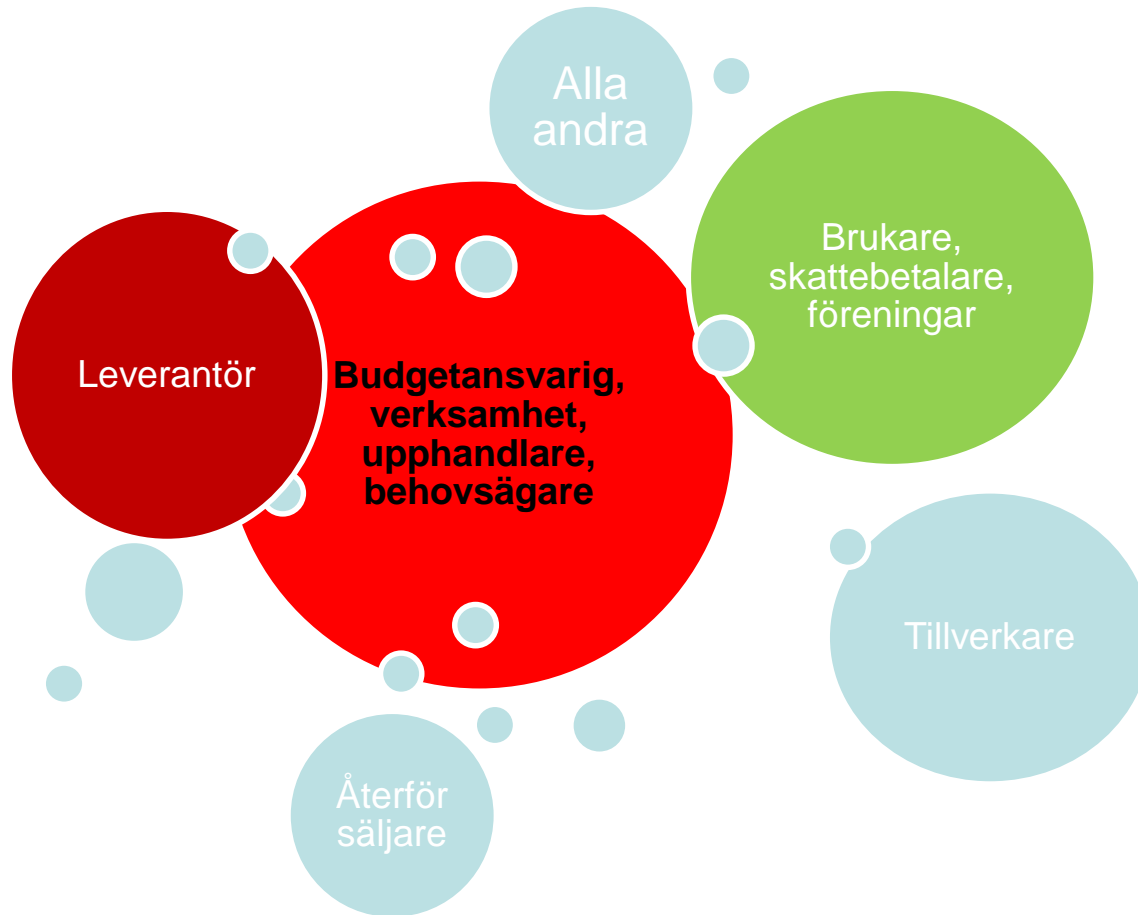 Alla
andra
Brukare,
skattebetalare,
föreningar
Leverantör
Budgetansvarig,
verksamhet,
upphandlare,
behovsägare
Tillverkare
Återför
säljare